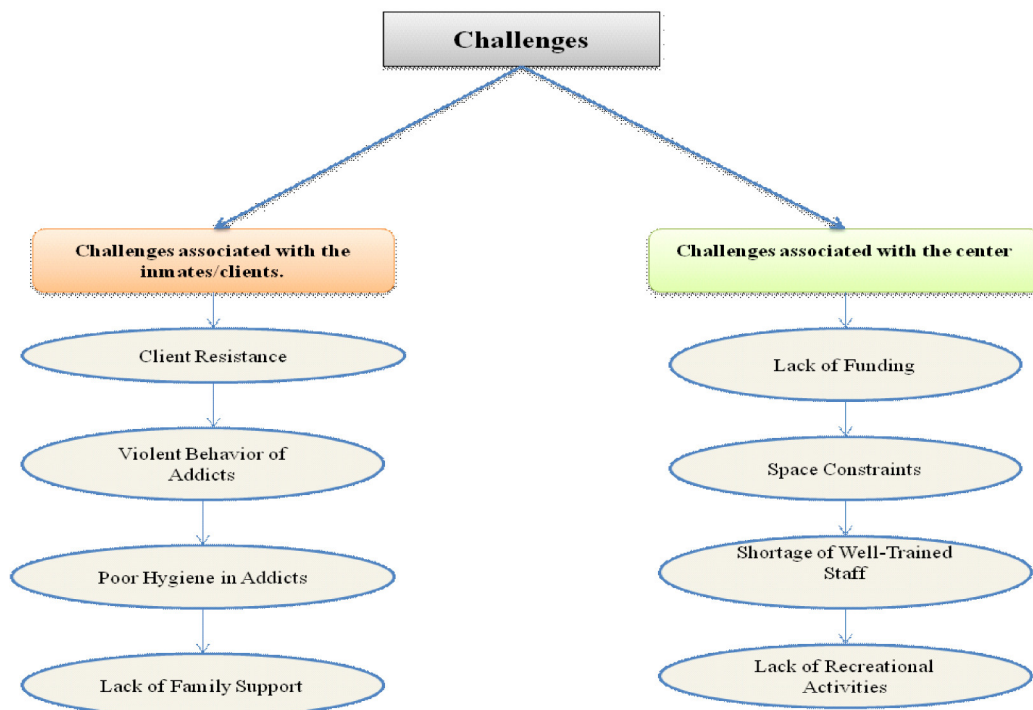 Challenges
Challenges associated with the
inmates/clients.
Client Resistance
Violent Behavior of
Addicts
Poor Hygiene in Addicts
Lack of Family Support
Challenges associated with the center
Lack of Funding
Space Constraints
Shortage of Well-Trained
Staff
Lack of Recreational
Activities